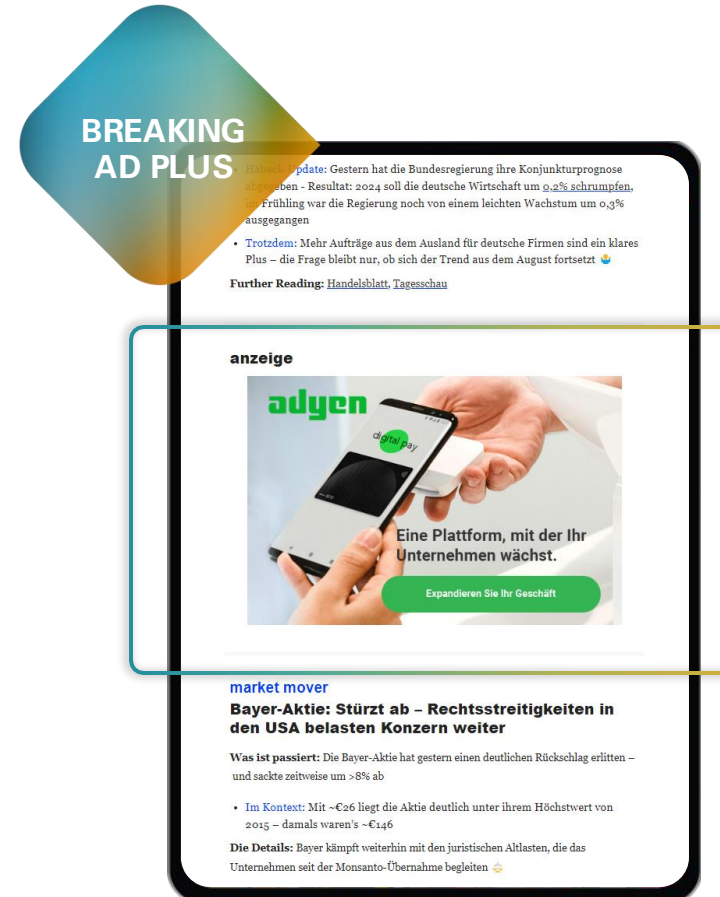 BREAKING
AD PLUS
Habeck-Update: Gestern hat die Bundesregierung ihre Konjunkturprognose
abgegeben - Resultat: 2024 soll die deutsche Wirtschaft um 0,2% schrumpfen,
im Frühling war die Regierung noch von einem leichten Wachstum um 0,3%
ausgegangen
• Trotzdem: Mehr Aufträge aus dem Ausland für deutsche Firmen sind ein klares
Plus – die Frage bleibt nur, ob sich der Trend aus dem August fortsetzt 🤷
Further Reading: Handelsblatt, Tagesschau
anzeige
adyen
digital pay
Eine Plattform, mit der Ihr
Unternehmen wächst.
Expandieren Sie Ihr Geschäft
market mover
Bayer-Aktie: Stürzt ab – Rechtsstreitigkeiten in
den USA belasten Konzern weiter
Was ist passiert: Die Bayer-Aktie hat gestern einen deutlichen Rückschlag erlitten –
und sackte zeitweise um >8% ab
• Im Kontext: Mit ~€26 liegt die Aktie deutlich unter ihrem Höchstwert von
2015 – damals waren's ~€146
Die Details: Bayer kämpft weiterhin mit den juristischen Altlasten, die das
Unternehmen seit der Monsanto-Übernahme begleiten